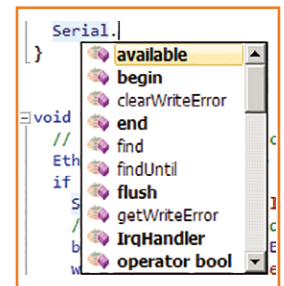 Serial.
}
available
begin
clearWriteError
void
end
//
find
Eth
findUntil
if
flush
S
getWriteError
//
IrqHandler
b
operator bool
w